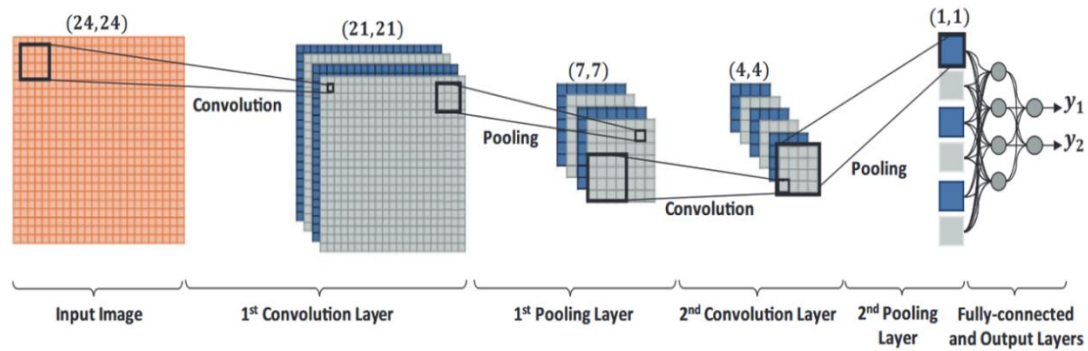 (24,24)
(21,21)
(7,7)
(4,4)
(1,1)
Convolution
Pooling
Convolution
Pooling
y₁
y₂
Input Image
1ˢᵗ Convolution Layer
1ˢᵗ Pooling Layer
2ⁿᵈ Convolution Layer
2ⁿᵈ Pooling
Layer
Fully-connected
and Output Layers